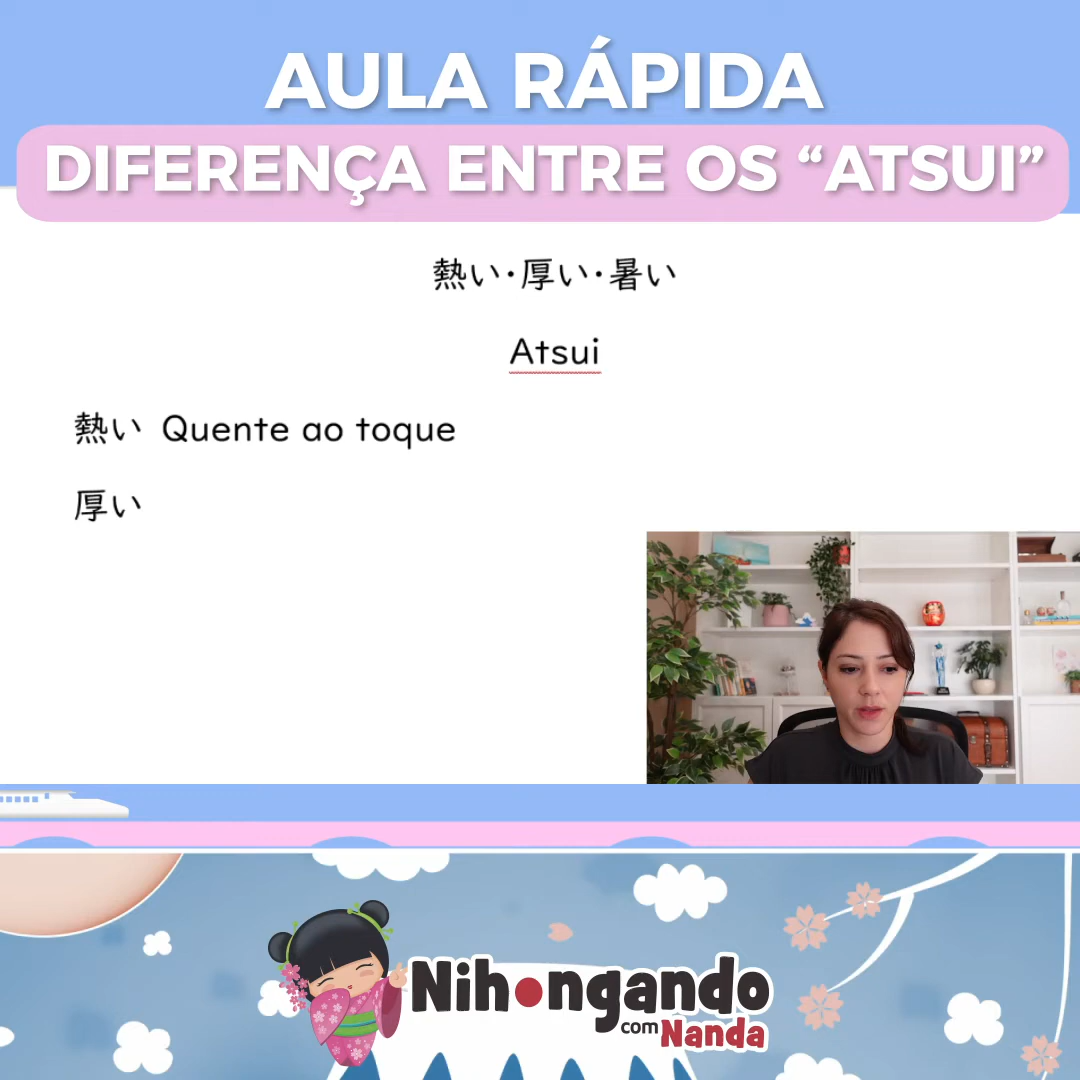 AULA RÁPIDA
DIFERENÇA ENTRE OS “ATSUI”
熱い・厚い・暑い
Atsui
熱い Quente ao toque
厚い
Nihongando
com Nanda